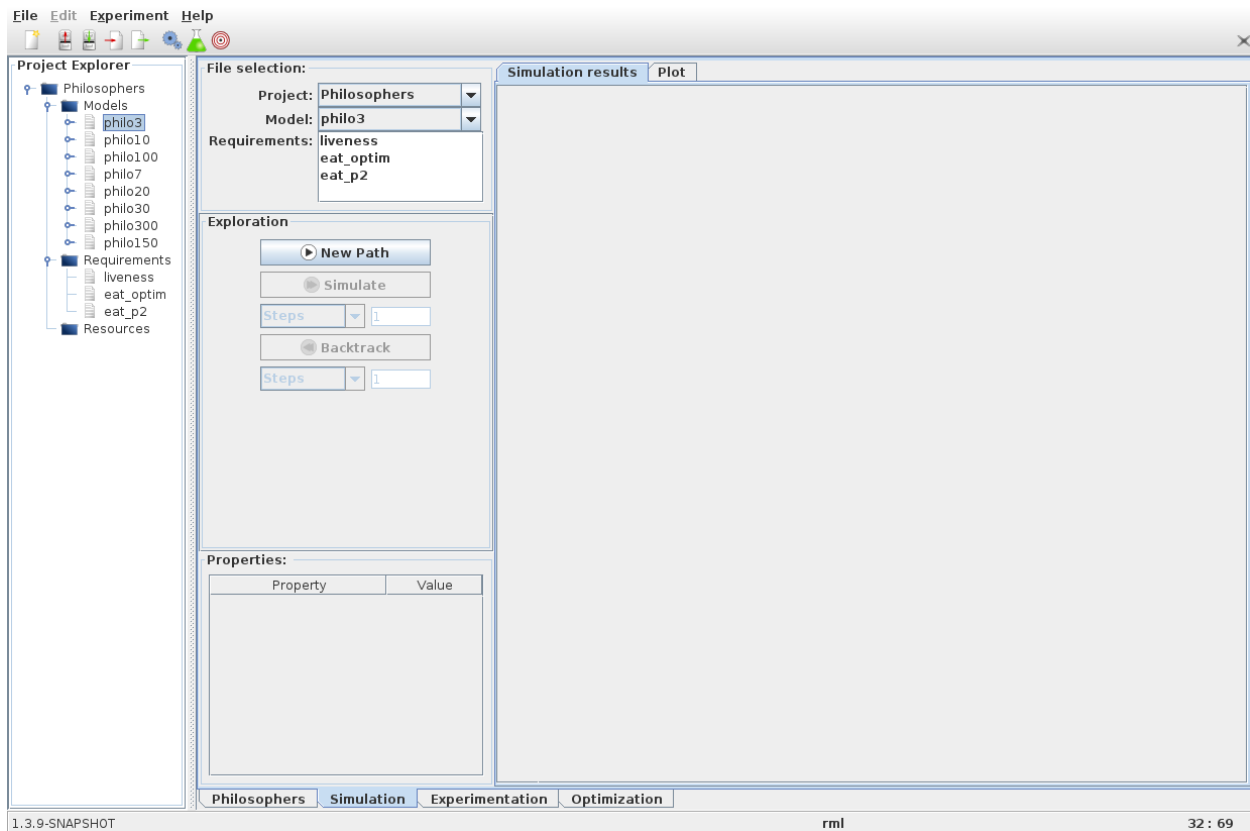 File Edit Experiment Help
Project Explorer
Philosophers
Models
philo3
philo10
philo100
philo7
philo20
philo30
philo300
philo150
Requirements
liveness
eat_optim
eat_p2
Resources
File selection:
Project: Philosophers
Model: philo3
Requirements: liveness
eat_optim
eat_p2
Exploration
New Path
Simulate
Steps 1
Backtrack
Steps 1
Properties:
Property Value
Simulation results Plot
Philosophers Simulation Experimentation Optimization
1.3.9-SNAPSHOT rml 32 : 69